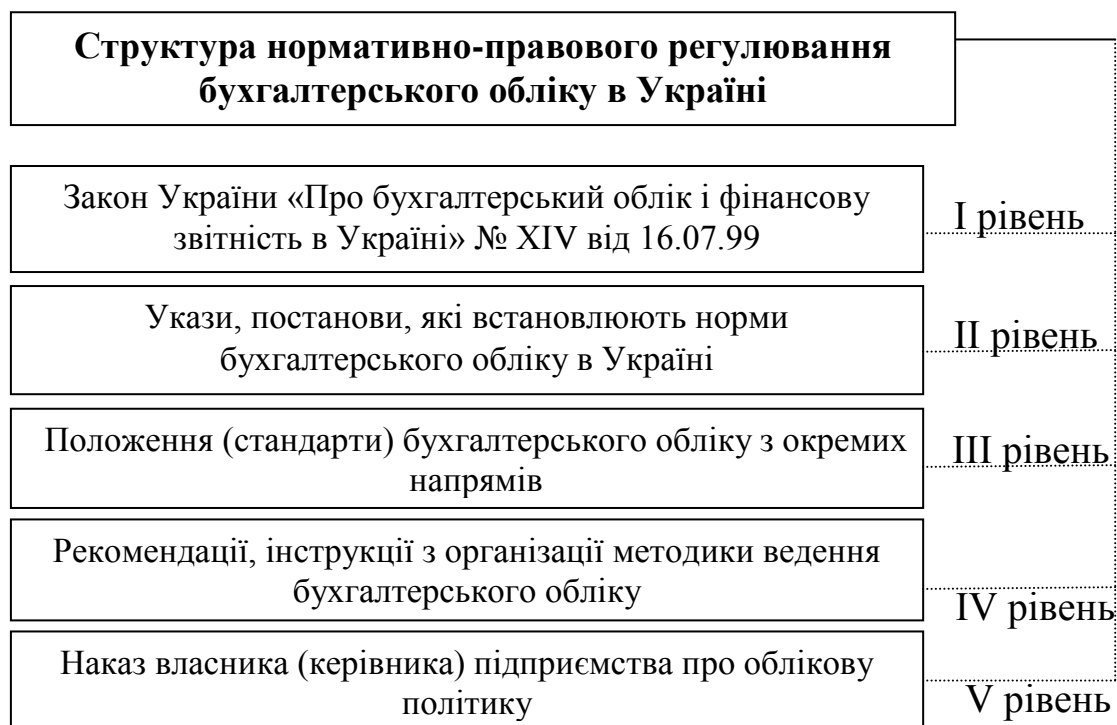 Структура нормативно-правового регулювання
бухгалтерського обліку в Україні
Закон України «Про бухгалтерський облік і фінансову
звітність в Україні» № XIV від 16.07.99
I рівень
Укази, постанови, які встановлюють норми
бухгалтерського обліку в Україні
II рівень
Положення (стандарти) бухгалтерського обліку з окремих
напрямів
III рівень
Рекомендації, інструкції з організації методики ведення
бухгалтерського обліку
IV рівень
Наказ власника (керівника) підприємства про облікову
політику
V рівень